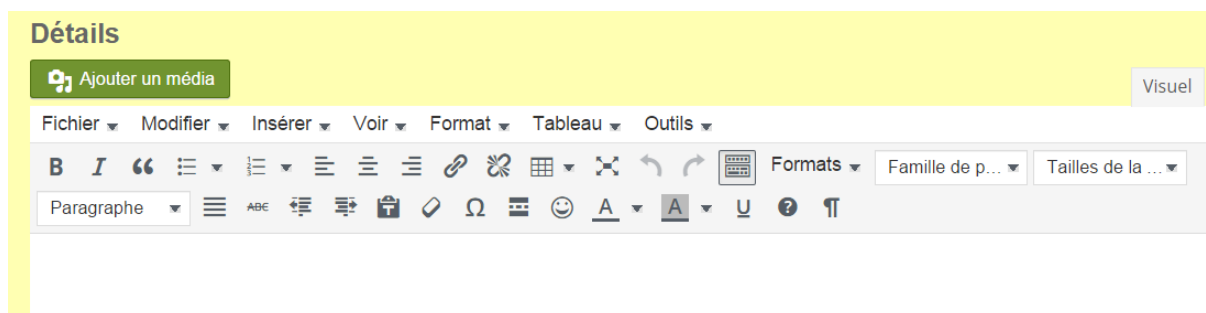 Détails
Ajouter un média
Visuel
Fichier Modifier Insérer Voir Format Tableau Outils
B I Formats Famille de p... Tailles de la ...
Paragraphe ABC T Ω A A U ? ¶